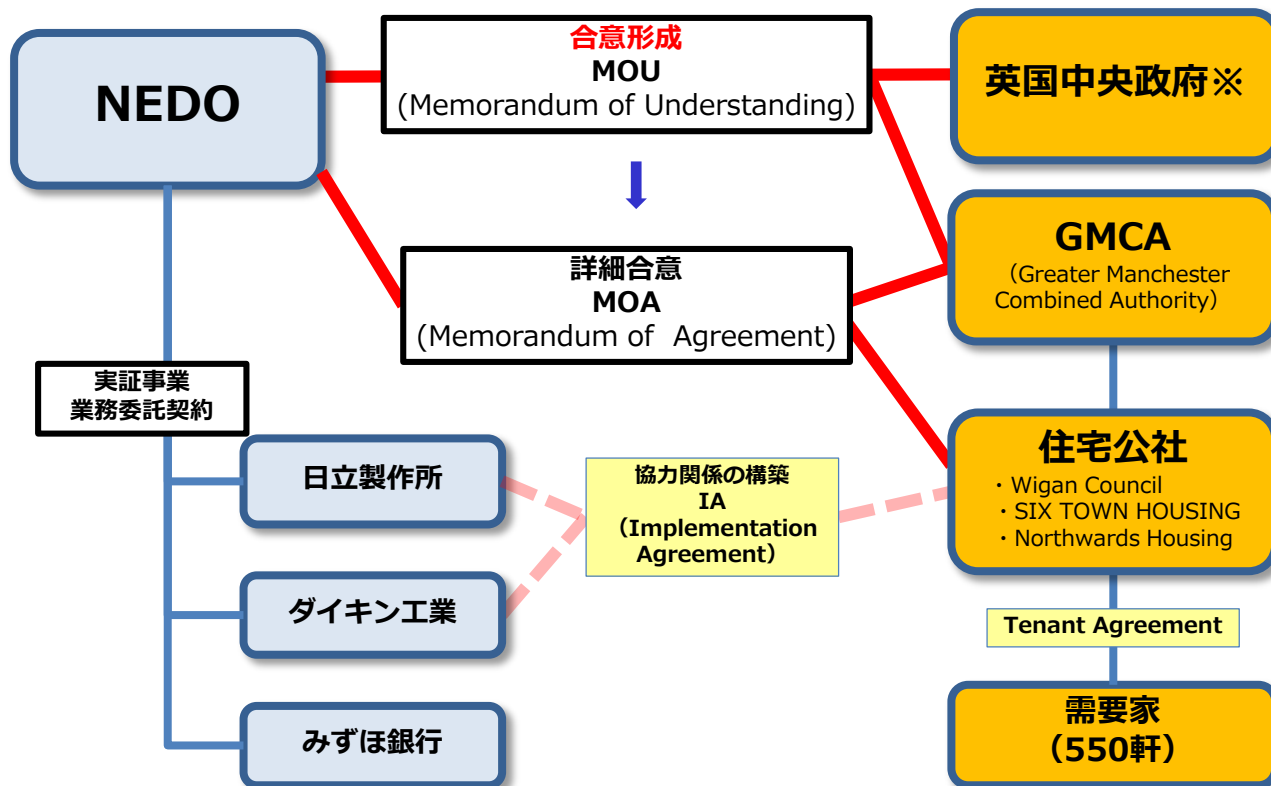 NEDO
合意形成
MOU
(Memorandum of Understanding)
英国中央政府※
GMCA
（Greater Manchester
Combined Authority）
詳細合意
MOA
(Memorandum of Agreement)
実証事業
業務委託契約
日立製作所
協力関係の構築
IA
（Implementation
Agreement）
住宅公社
・Wigan Council
・SIX TOWN HOUSING
・Northwards Housing
ダイキン工業
Tenant Agreement
みずほ銀行
需要家
（550軒）